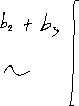 b₂ + b₃
~